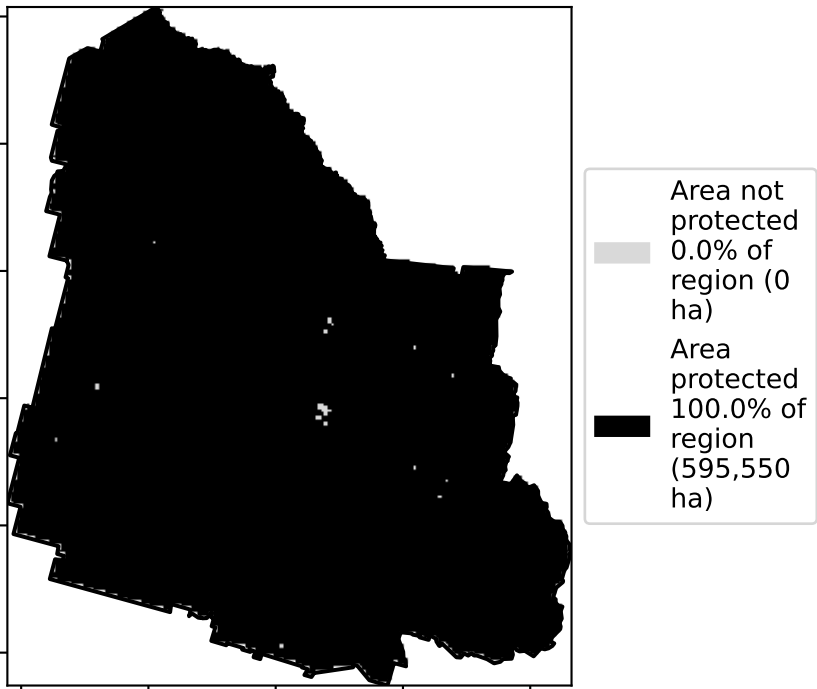 Area not
protected
0.0% of
region (0
ha)
Area
protected
100.0% of
region
(595,550
ha)